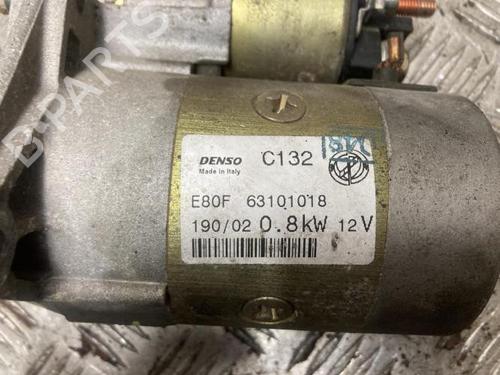 B-PARTS
DENSO C132
Made in Italy
E80F 63101018
190/02 0.8kW 12V